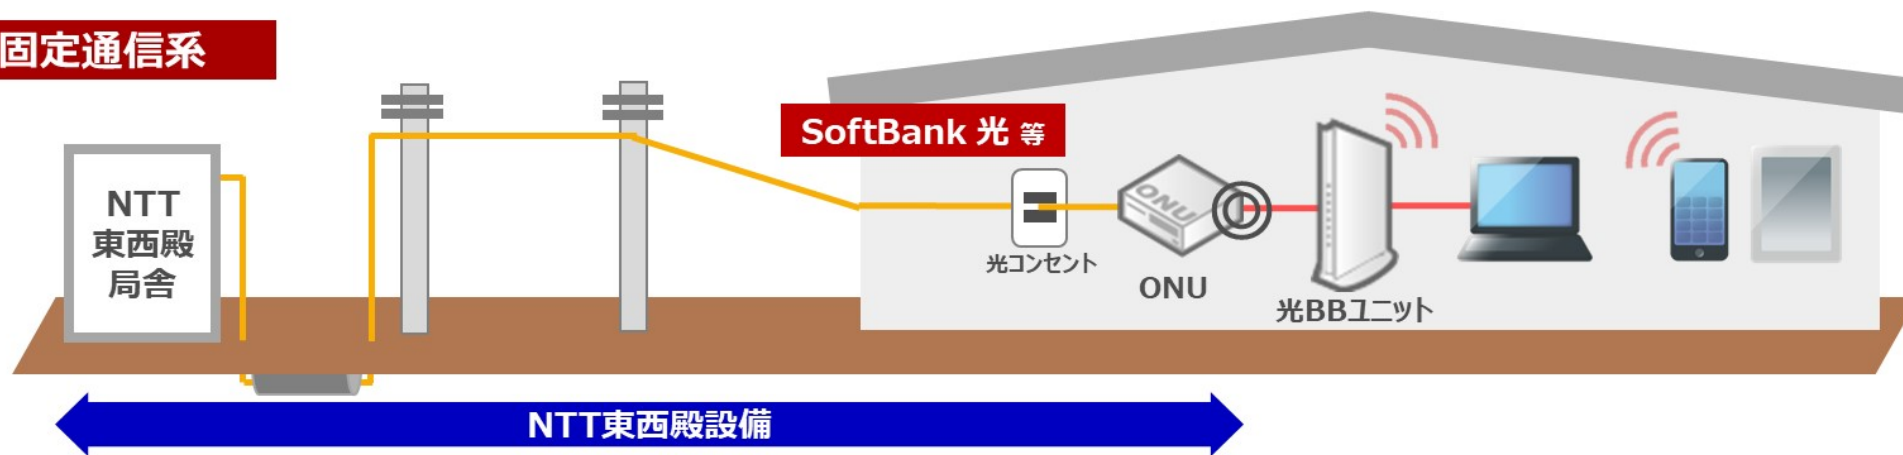 固定通信系
SoftBank 光 等
NTT
東西殿
局舎
ONU
光コンセント
ONU
光BBユニット
NTT東西殿設備